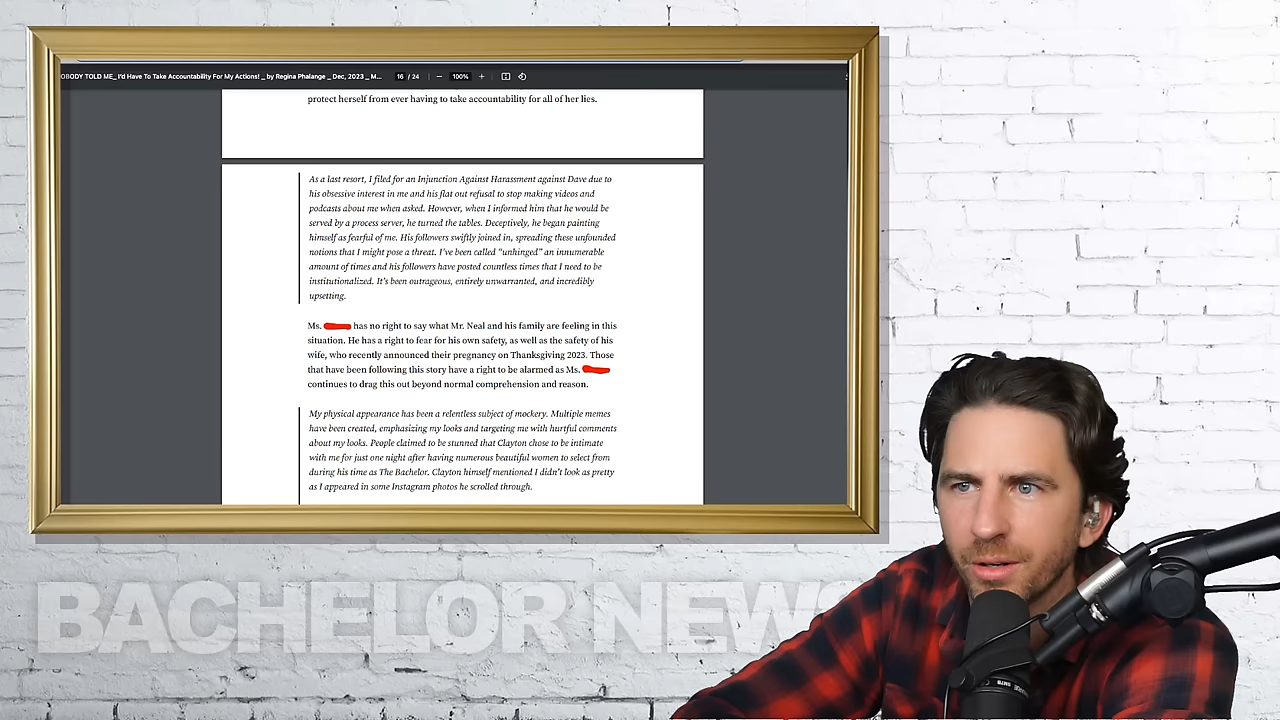 OBODY TOLD ME_ I'd Have To Take Accountability For My Actions! _ by Regina Phalange _ Dec, 2023 _ M... 16 / 24 100%
protect herself from ever having to take accountability for all of her lies.
As a last resort, I filed for an Injunction Against Harassment against Dave due to
his obsessive interest in me and his flat out refusal to stop making videos and
podcasts about me when asked. However, when I informed him that he would be
served by a process server, he turned the tables. Deceptively, he began painting
himself as fearful of me. His followers swiftly joined in, spreading these unfounded
notions that I might pose a threat. I've been called "unhinged" an innumerable
amount of times and his followers have posted countless times that I need to be
institutionalized. It's been outrageous, entirely unwarranted, and incredibly
upsetting.
Ms. has no right to say what Mr. Neal and his family are feeling in this
situation. He has a right to fear for his own safety, as well as the safety of his
wife, who recently announced their pregnancy on Thanksgiving 2023. Those
that have been following this story have a right to be alarmed as Ms.
continues to drag this out beyond normal comprehension and reason.
My physical appearance has been a relentless subject of mockery. Multiple memes
have been created, emphasizing my looks and targeting me with hurtful comments
about my looks. People claimed to be stunned that Clayton chose to be intimate
with me for just one night after having numerous beautiful women to select from
during his time as The Bachelor. Clayton himself mentioned I didn't look as pretty
as I appeared in some Instagram photos he scrolled through.
BACHELOR NEWS